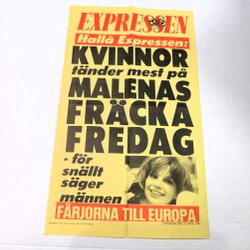 EXPRESSEN
Hallå Expressen:
KVINNOR
tänder mest på
MALENAS
FRÄCKA
FREDAG
- för
snällt
säger
männen
FÄRJORNA TILL EUROPA